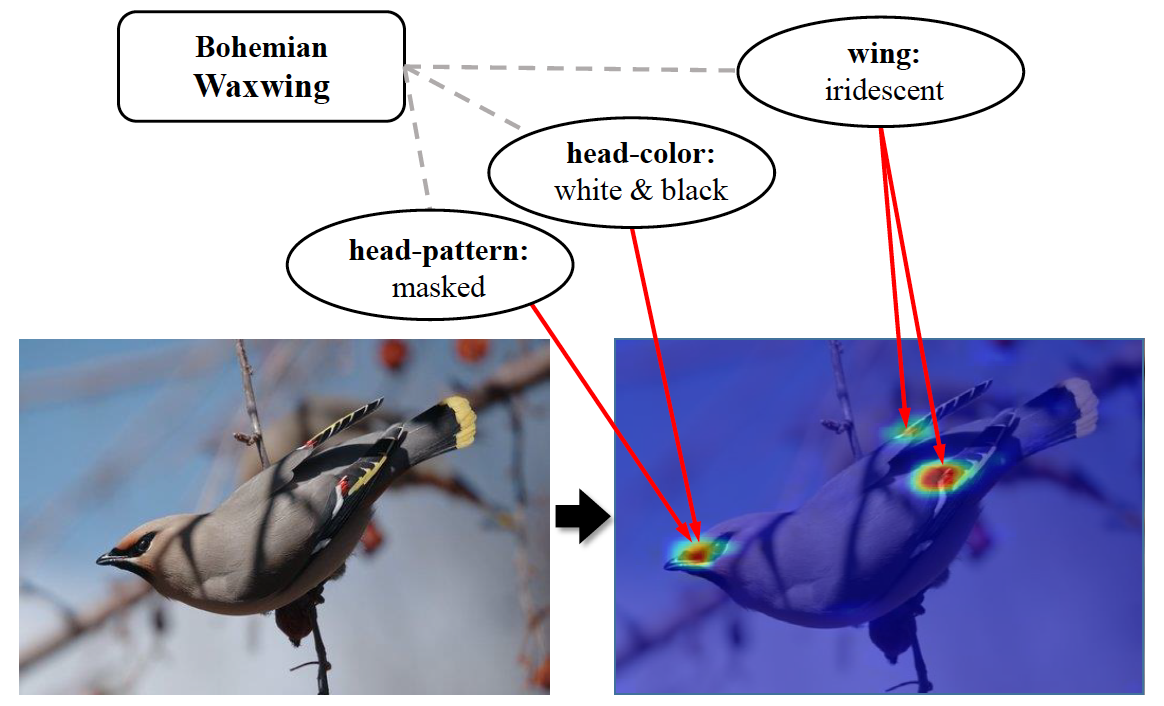 Bohemian
Waxwing
wing:
iridescent
head-color:
white & black
head-pattern:
masked